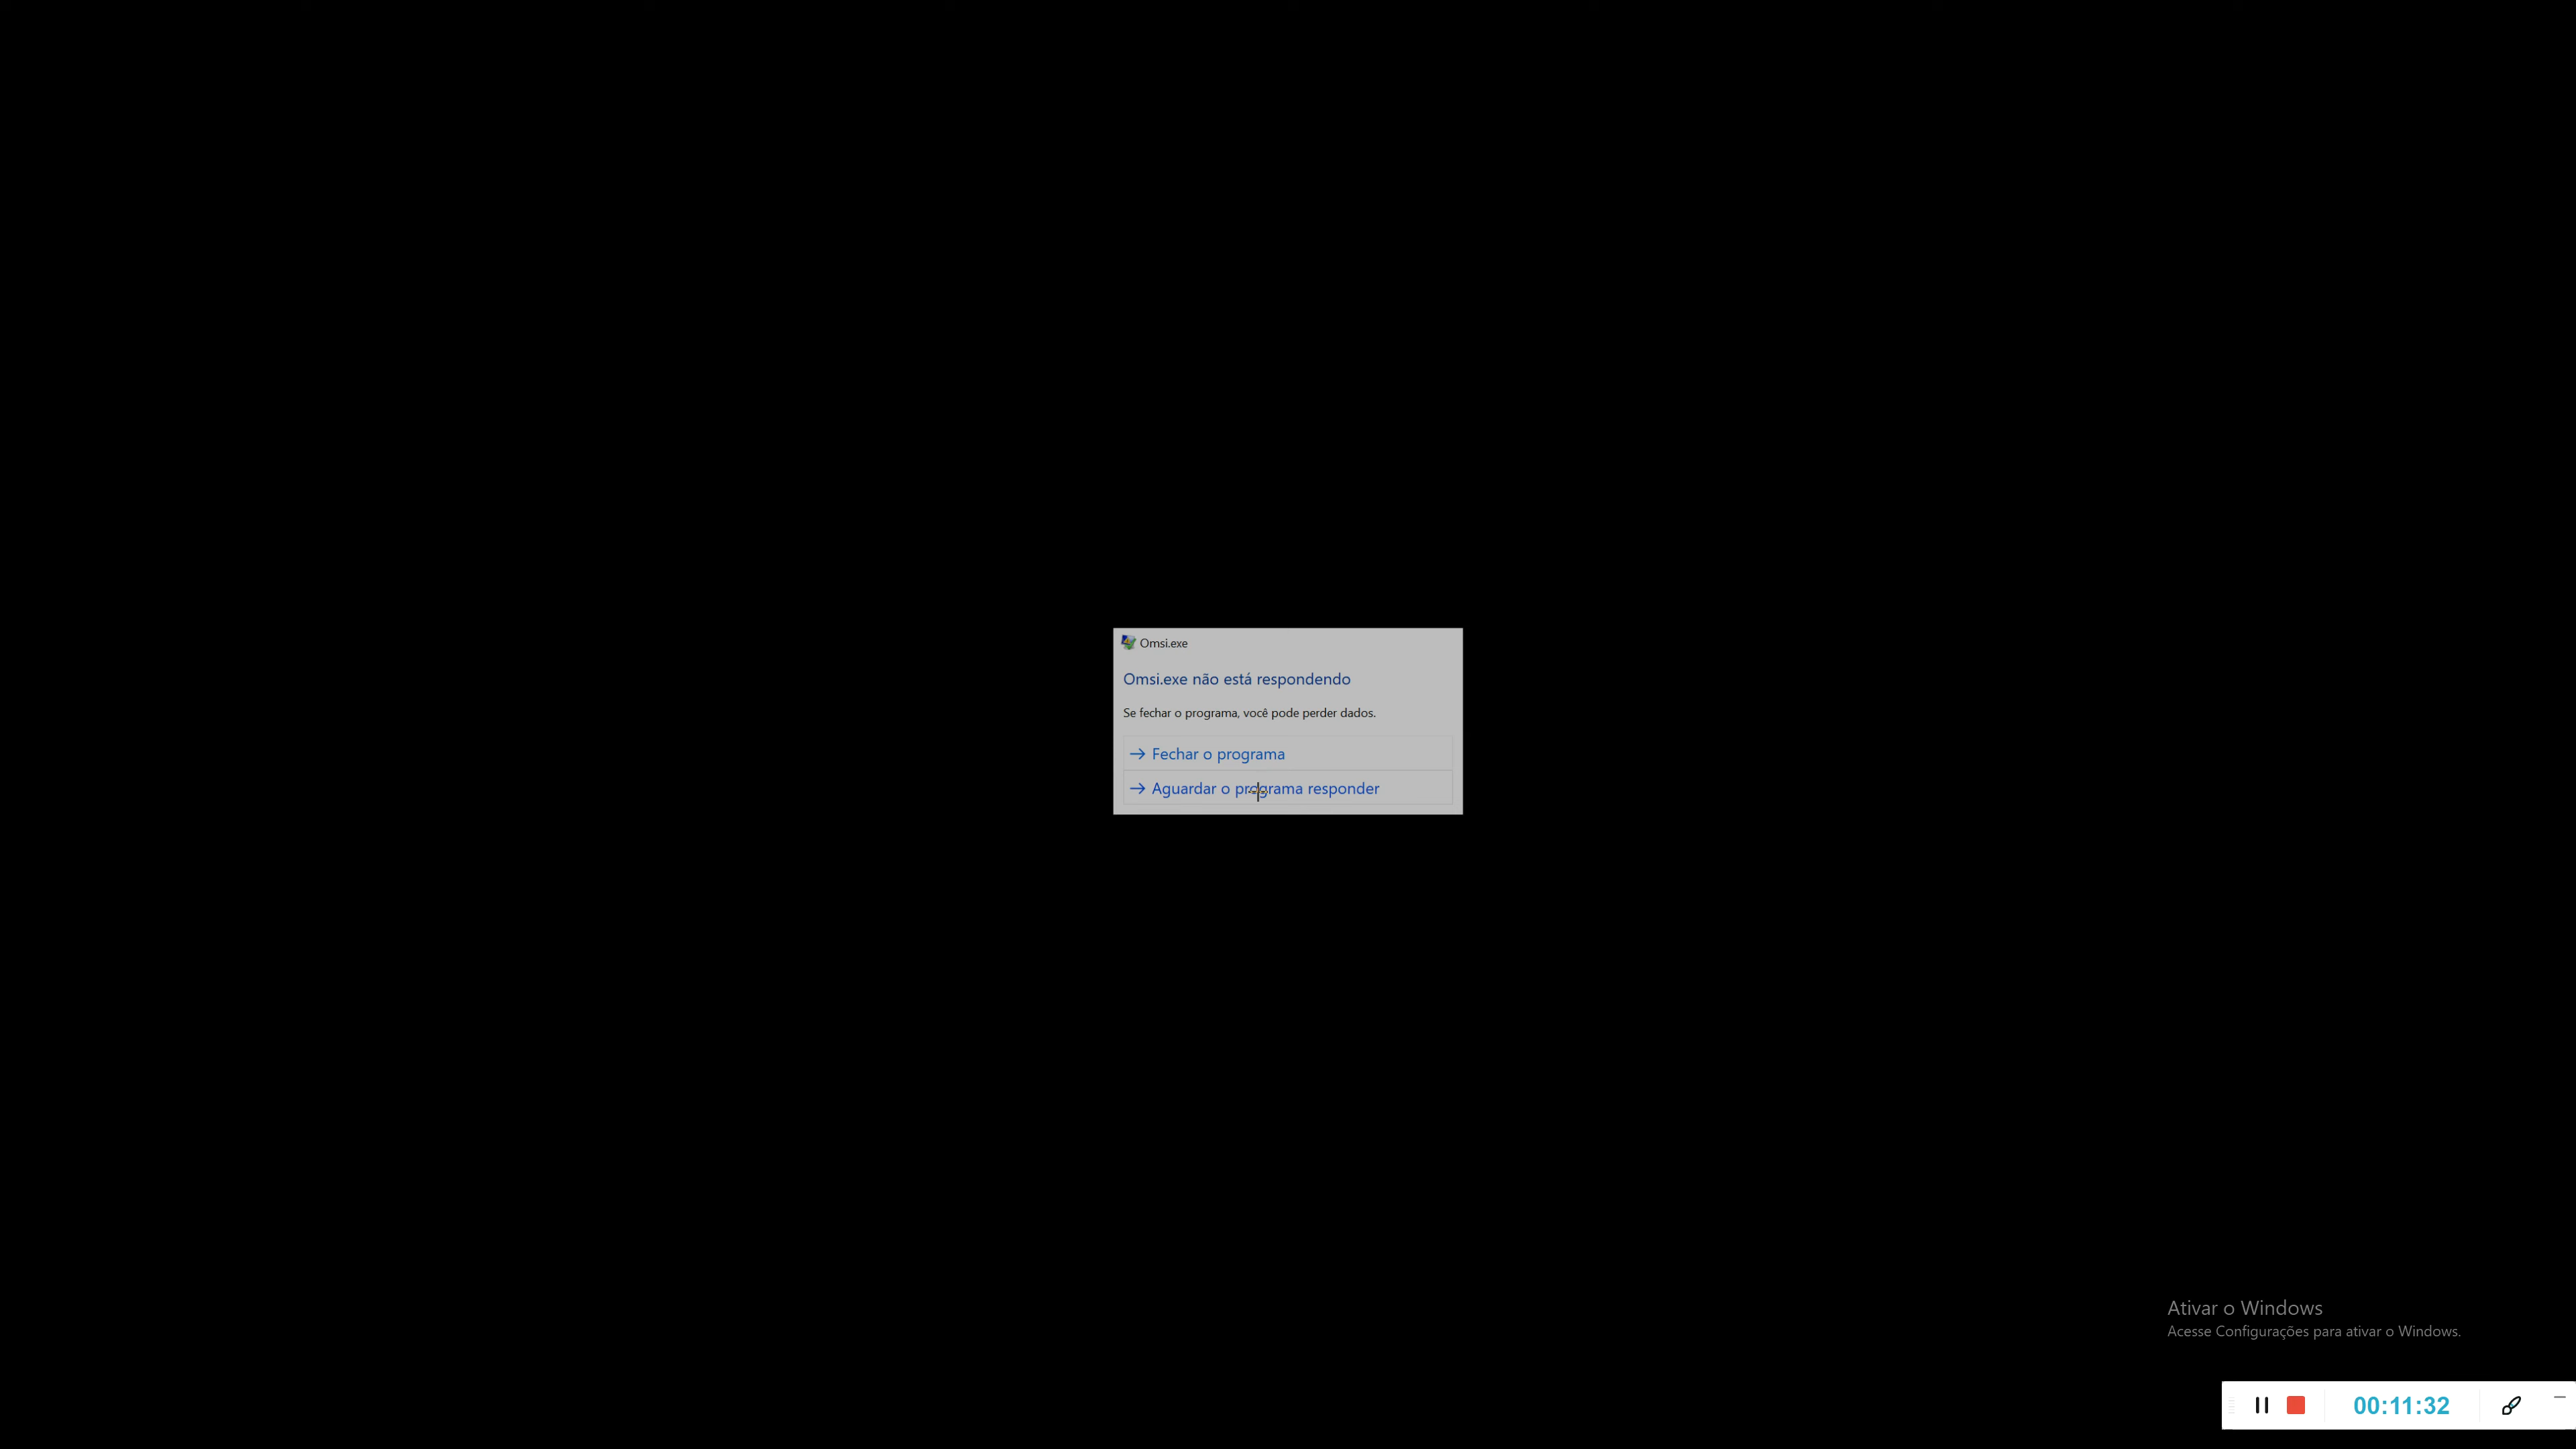 Omsi.exe
Omsi.exe não está respondendo
Se fechar o programa, você pode perder dados.
Fechar o programa
Aguardar o programa responder
Ativar o Windows
Acesse Configurações para ativar o Windows.
00:11:32